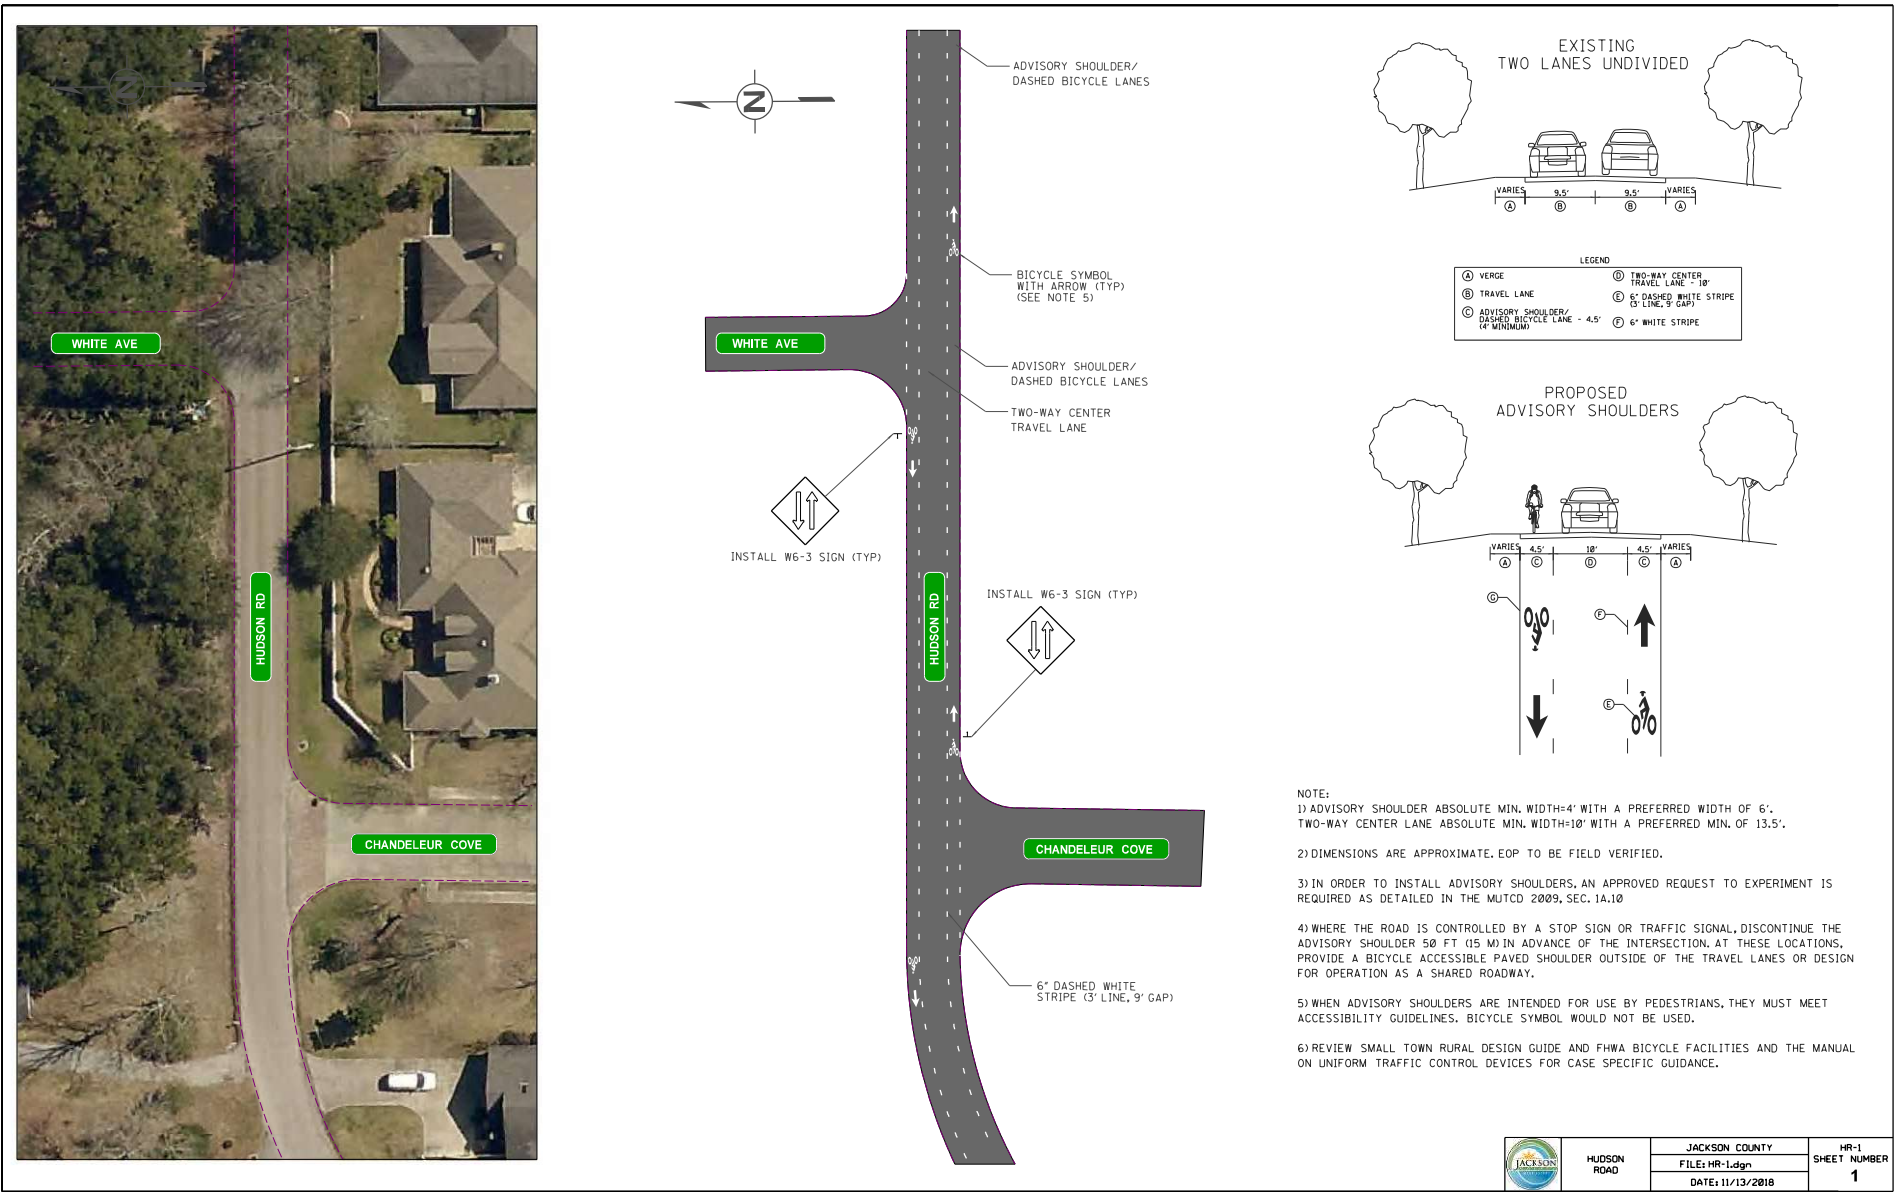 N
WHITE AVE
HUDSON RD
CHANDELEUR COVE
N
ADVISORY SHOULDER/
DASHED BICYCLE LANES
BICYCLE SYMBOL
WITH ARROW (TYP)
(SEE NOTE 5)
WHITE AVE
ADVISORY SHOULDER/
DASHED BICYCLE LANES
TWO-WAY CENTER
TRAVEL LANE
INSTALL W6-3 SIGN (TYP)
HUDSON RD
INSTALL W6-3 SIGN (TYP)
CHANDELEUR COVE
6" DASHED WHITE
STRIPE (3' LINE, 9' GAP)
EXISTING
TWO LANES UNDIVIDED
VARIES 9.5' 9.5' VARIES
A B B A
LEGEND
A VERGE
B TRAVEL LANE
C ADVISORY SHOULDER/
DASHED BICYCLE LANE - 4.5'
(4' MINIMUM)
D TWO-WAY CENTER
TRAVEL LANE - 10'
E 6" DASHED WHITE STRIPE
(3' LINE, 9' GAP)
F 6" WHITE STRIPE
PROPOSED
ADVISORY SHOULDERS
VARIES 4.5' 10' 4.5' VARIES
A C D C A
G
F
E
NOTE:
1) ADVISORY SHOULDER ABSOLUTE MIN. WIDTH=4' WITH A PREFERRED WIDTH OF 6'.
TWO-WAY CENTER LANE ABSOLUTE MIN. WIDTH=10' WITH A PREFERRED MIN. OF 13.5'.
2) DIMENSIONS ARE APPROXIMATE. EOP TO BE FIELD VERIFIED.
3) IN ORDER TO INSTALL ADVISORY SHOULDERS, AN APPROVED REQUEST TO EXPERIMENT IS
REQUIRED AS DETAILED IN THE MUTCD 2009, SEC. 1A.10
4) WHERE THE ROAD IS CONTROLLED BY A STOP SIGN OR TRAFFIC SIGNAL, DISCONTINUE THE
ADVISORY SHOULDER 50 FT (15 M) IN ADVANCE OF THE INTERSECTION. AT THESE LOCATIONS,
PROVIDE A BICYCLE ACCESSIBLE PAVED SHOULDER OUTSIDE OF THE TRAVEL LANES OR DESIGN
FOR OPERATION AS A SHARED ROADWAY.
5) WHEN ADVISORY SHOULDERS ARE INTENDED FOR USE BY PEDESTRIANS, THEY MUST MEET
ACCESSIBILITY GUIDELINES. BICYCLE SYMBOL WOULD NOT BE USED.
6) REVIEW SMALL TOWN RURAL DESIGN GUIDE AND FHWA BICYCLE FACILITIES AND THE MANUAL
ON UNIFORM TRAFFIC CONTROL DEVICES FOR CASE SPECIFIC GUIDANCE.
JACKSON
HUDSON
ROAD
JACKSON COUNTY
FILE: HR-1.dgn
DATE: 11/13/2018
HR-1
SHEET NUMBER
1